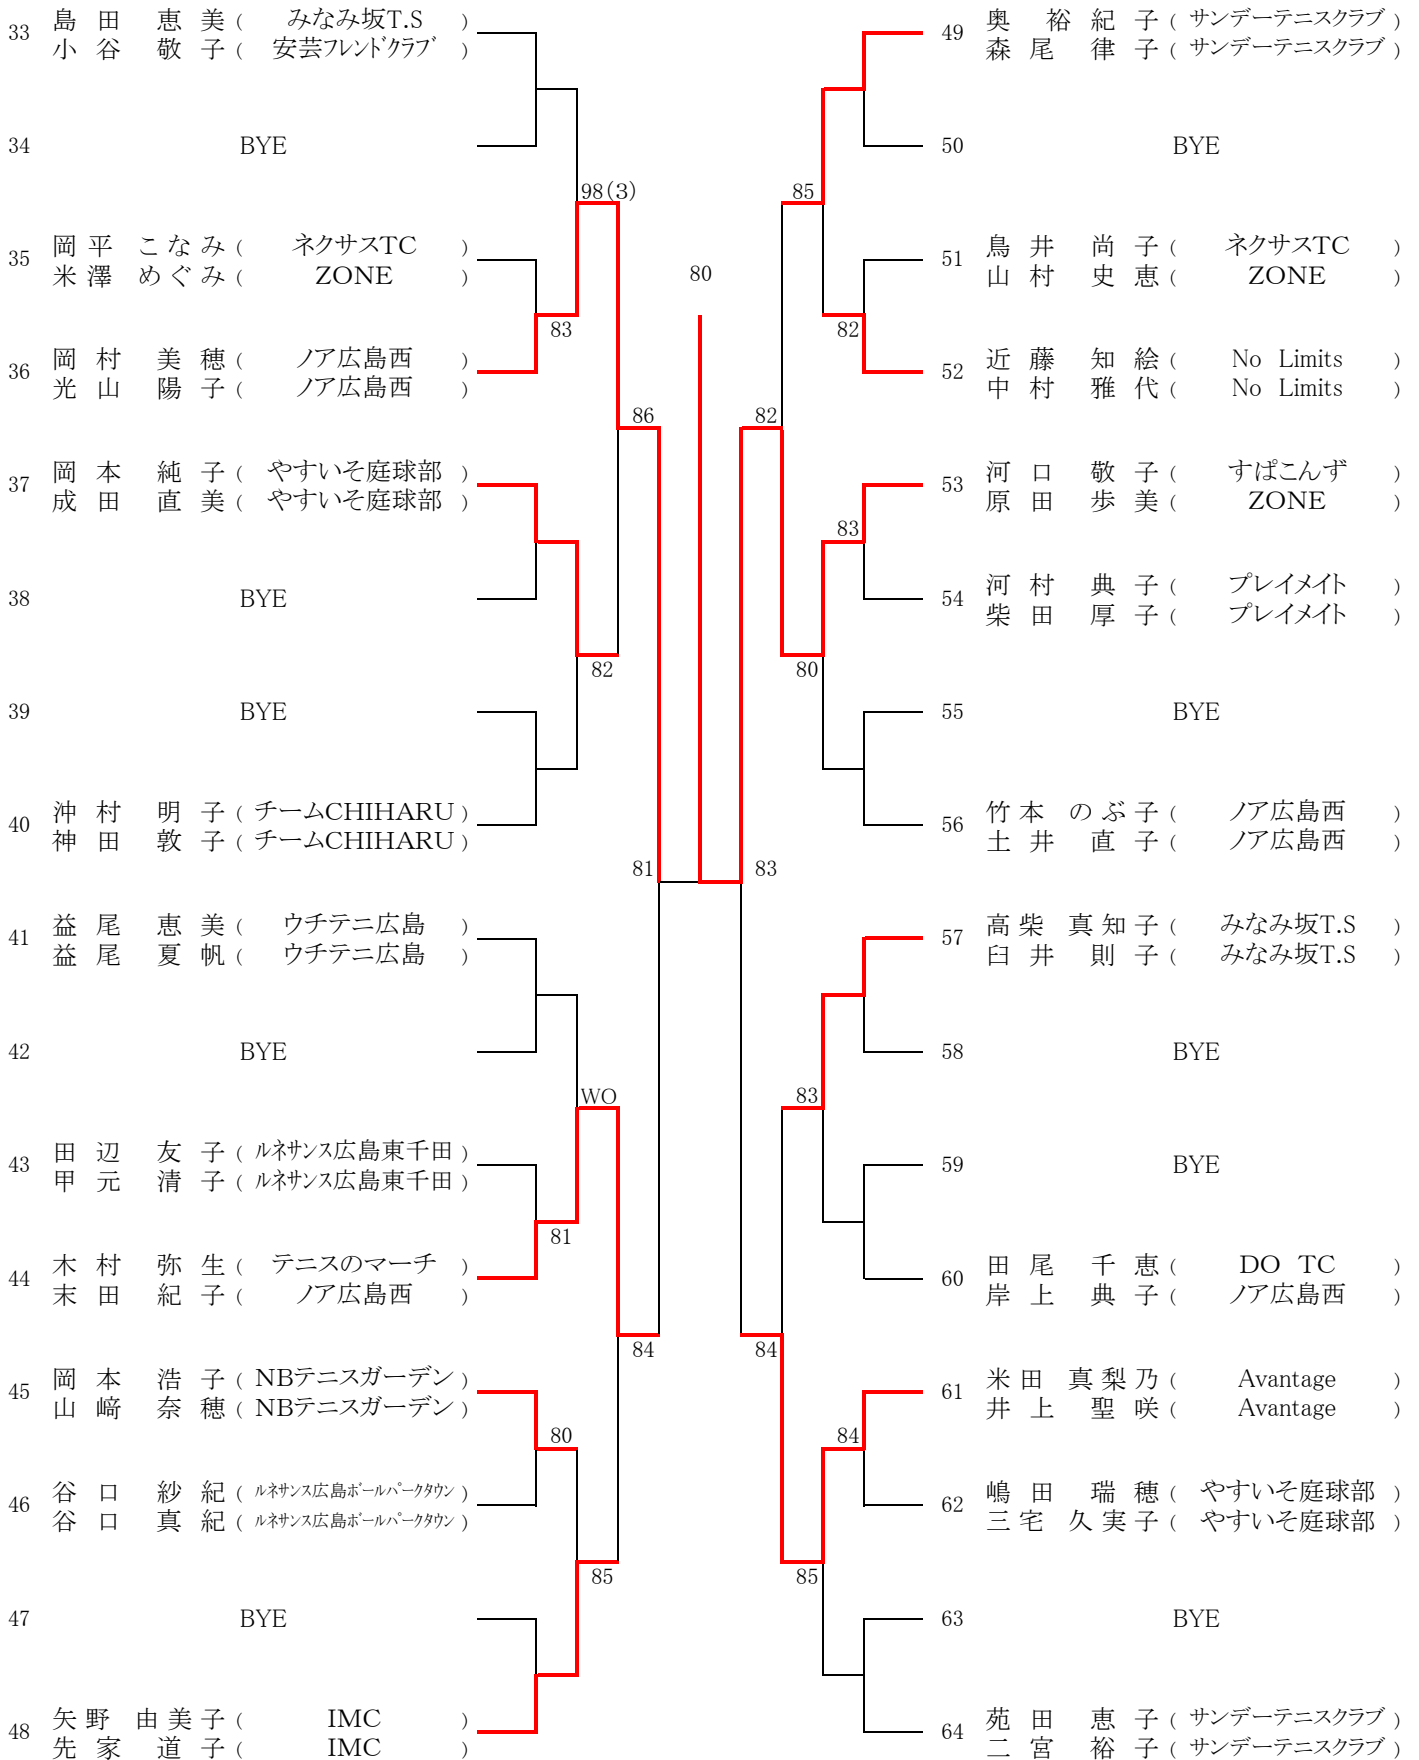 33 島田 恵美 ( みなみ坂T.S )
小谷 敬子 ( 安芸フレンドクラブ )
34 BYE
98(3)
35 岡平 こなみ ( ネクサスTC )
米澤 めぐみ ( ZONE )
83
36 岡村 美穂 ( ノア広島西 )
光山 陽子 ( ノア広島西 )
86
37 岡本 純子 ( やすいそ庭球部 )
成田 直美 ( やすいそ庭球部 )
38 BYE
82
39 BYE
40 沖村 明子 ( チームCHIHARU )
神田 敦子 ( チームCHIHARU )
81
41 益尾 恵美 ( ウチテニ広島 )
益尾 夏帆 ( ウチテニ広島 )
42 BYE
WO
43 田辺 友子 ( ルネサンス広島東千田 )
甲元 清子 ( ルネサンス広島東千田 )
81
44 木村 弥生 ( テニスのマーチ )
末田 紀子 ( ノア広島西 )
84
45 岡本 浩子 ( NBテニスガーデン )
山﨑 奈穂 ( NBテニスガーデン )
80
46 谷口 紗紀 ( ルネサンス広島ボールパークタウン )
谷口 真紀 ( ルネサンス広島ボールパークタウン )
85
47 BYE
48 矢野 由美子 ( IMC )
先家 道子 ( IMC )
80
49 奥 裕紀子 ( サンデーテニスクラブ )
森尾 律子 ( サンデーテニスクラブ )
50 BYE
85
51 鳥井 尚子 ( ネクサスTC )
山村 史恵 ( ZONE )
82
52 近藤 知絵 ( No Limits )
中村 雅代 ( No Limits )
82
53 河口 敬子 ( すぱこんず )
原田 歩美 ( ZONE )
83
54 河村 典子 ( プレイメイト )
柴田 厚子 ( プレイメイト )
80
55 BYE
56 竹本 のぶ子 ( ノア広島西 )
土井 直子 ( ノア広島西 )
83
57 高柴 真知子 ( みなみ坂T.S )
臼井 則子 ( みなみ坂T.S )
58 BYE
83
59 BYE
60 田尾 千恵 ( DO TC )
岸上 典子 ( ノア広島西 )
84
61 米田 真梨乃 ( Avantage )
井上 聖咲 ( Avantage )
84
62 嶋田 瑞穂 ( やすいそ庭球部 )
三宅 久実子 ( やすいそ庭球部 )
85
63 BYE
64 苑田 恵子 ( サンデーテニスクラブ )
二宮 裕子 ( サンデーテニスクラブ )